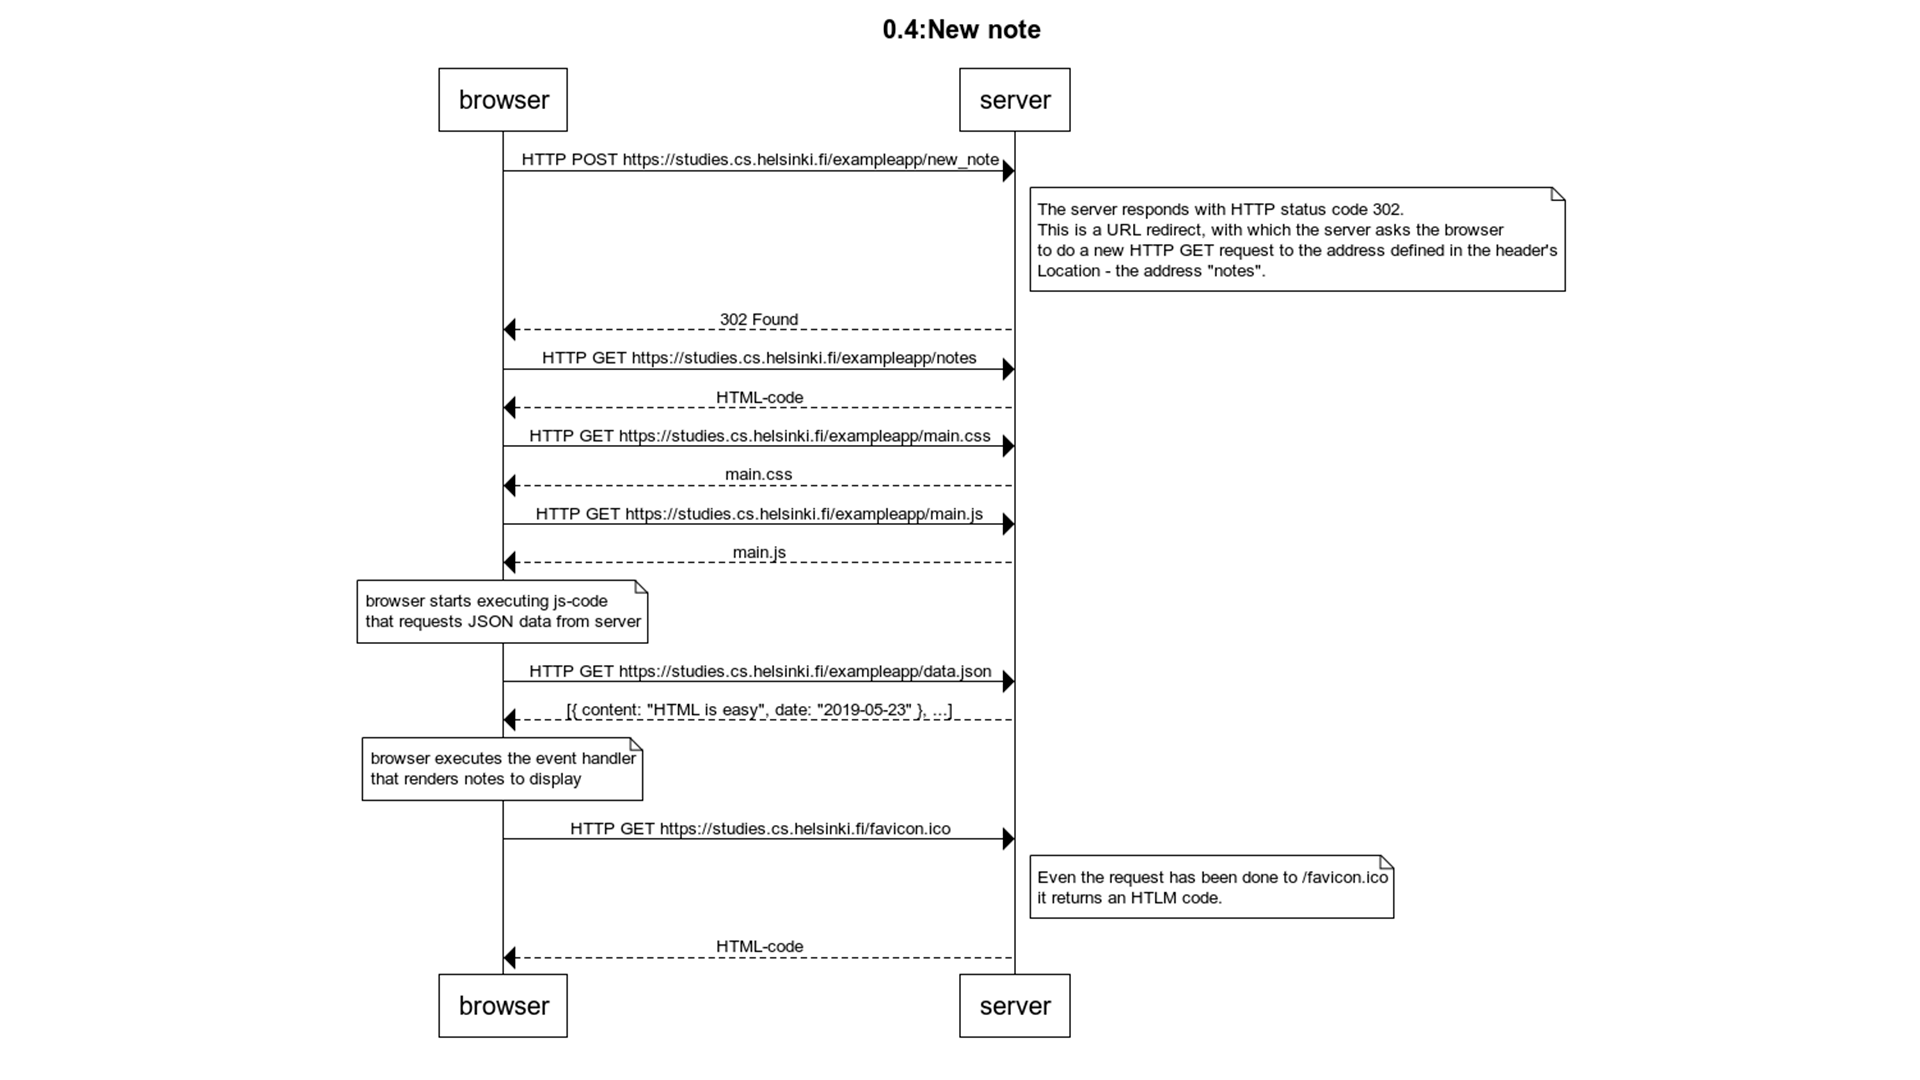 0.4:New note
browser
server
HTTP POST https://studies.cs.helsinki.fi/exampleapp/new_note
The server responds with HTTP status code 302.
This is a URL redirect, with which the server asks the browser
to do a new HTTP GET request to the address defined in the header's
Location - the address "notes".
302 Found
HTTP GET https://studies.cs.helsinki.fi/exampleapp/notes
HTML-code
HTTP GET https://studies.cs.helsinki.fi/exampleapp/main.css
main.css
HTTP GET https://studies.cs.helsinki.fi/exampleapp/main.js
main.js
browser starts executing js-code
that requests JSON data from server
HTTP GET https://studies.cs.helsinki.fi/exampleapp/data.json
[{ content: "HTML is easy", date: "2019-05-23" }, ...]
browser executes the event handler
that renders notes to display
HTTP GET https://studies.cs.helsinki.fi/favicon.ico
Even the request has been done to /favicon.ico
it returns an HTLM code.
HTML-code
browser
server